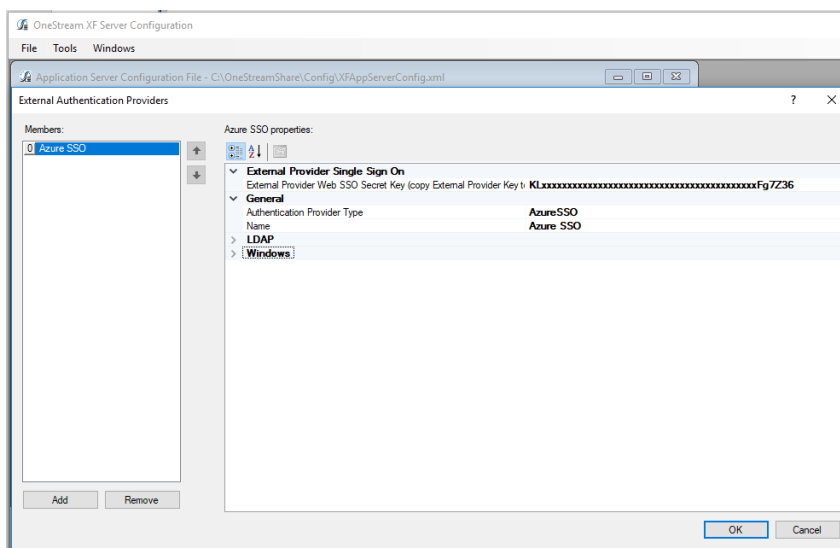 OneStream XF Server Configuration
File Tools Windows
Application Server Configuration File - C:\OneStreamShare\Config\XFAppServerConfig.xml
External Authentication Providers ? X
Members:
Azure SSO properties:
0 Azure SSO
External Provider Single Sign On
External Provider Web SSO Secret Key (copy External Provider Key t KLxxxxxxxxxxxxxxxxxxxxxxxxxxxxxxxxxxxxxxxxxxFg7Z36
General
Authentication Provider Type AzureSSO
Name Azure SSO
LDAP
Windows
Add Remove
OK Cancel